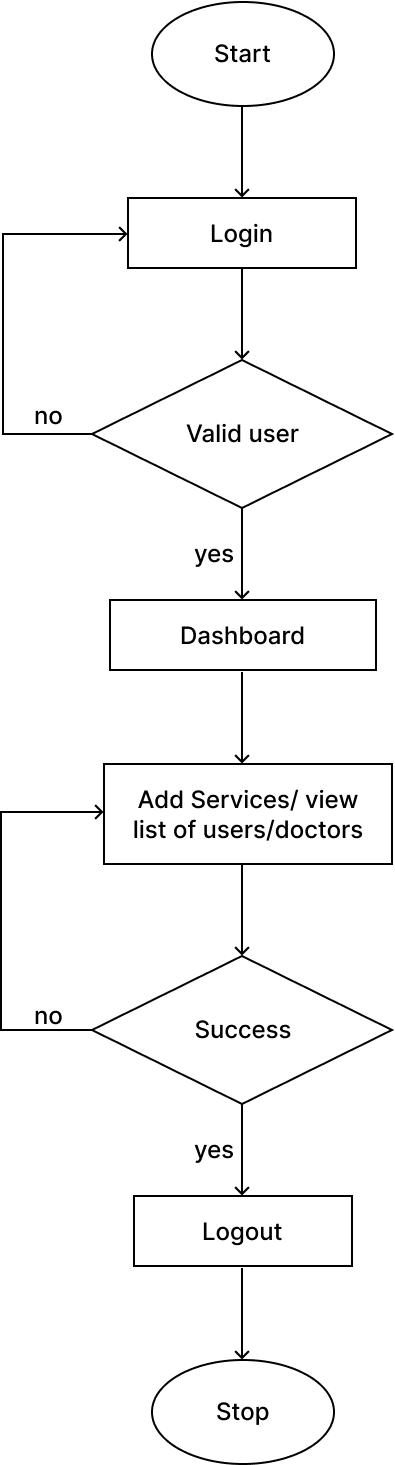 Start
Login
no
Valid user
yes
Dashboard
Add Services/ view
list of users/doctors
no
Success
yes
Logout
Stop